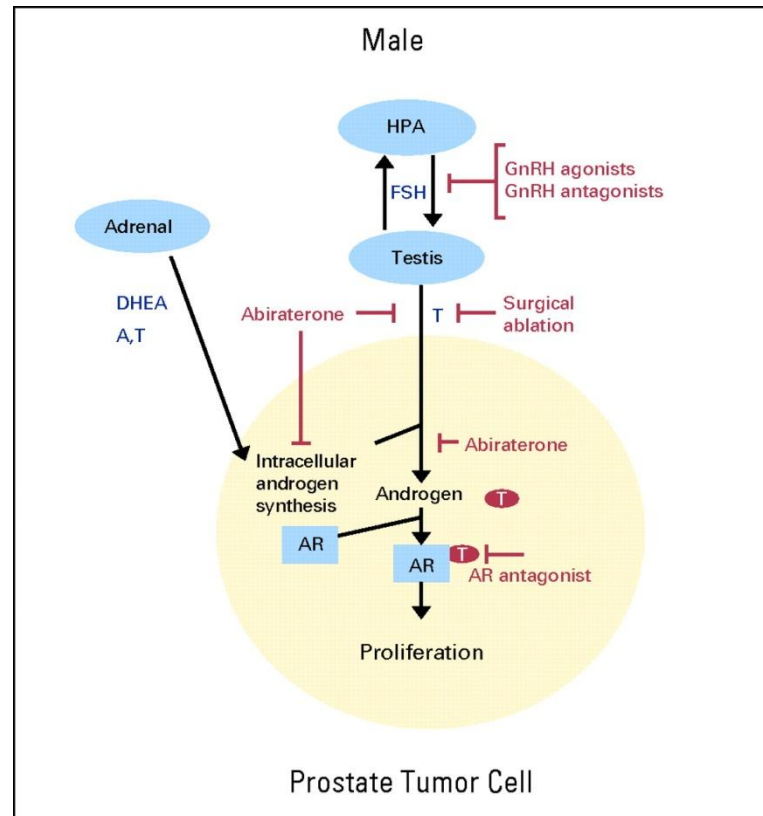 Male
HPA
FSH
GnRH agonists
GnRH antagonists
Adrenal
Testis
DHEA
A,T
Abiraterone
T
Surgical
ablation
Abiraterone
Intracellular
androgen
synthesis
Androgen
T
AR
AR
T
AR antagonist
Proliferation
Prostate Tumor Cell